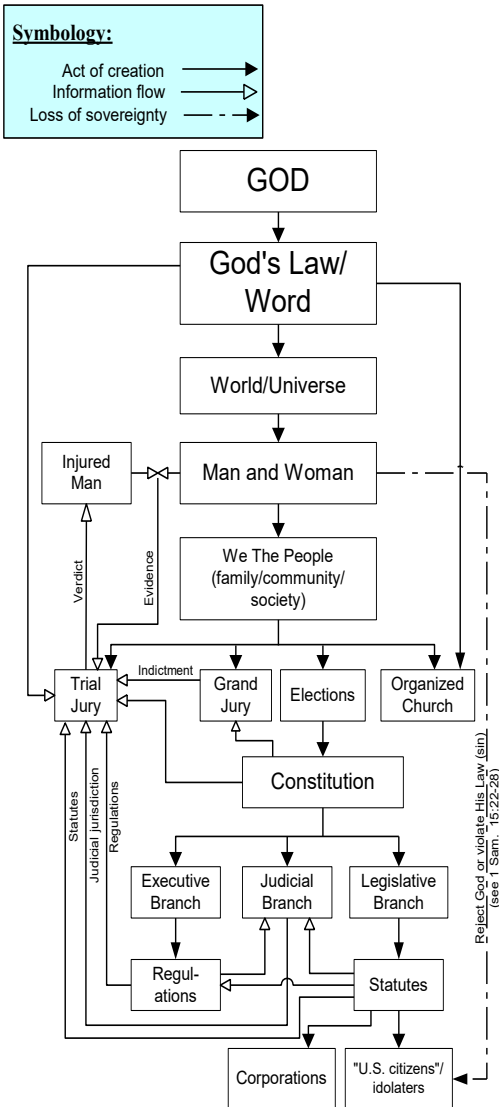 Symbology:
Act of creation
Information flow
Loss of sovereignty
GOD
God's Law/
Word
World/Universe
Injured
Man
Man and Woman
We The People
(family/community/
society)
Verdict
Evidence
Trial
Jury
Indictment
Grand
Jury
Elections
Organized
Church
Constitution
Statutes
Judicial jurisdiction
Regulations
Executive
Branch
Judicial
Branch
Legislative
Branch
Reject God or violate His Law (sin)
(see 1 Sam. 15:22-28)
Regul-
ations
Statutes
Corporations
"U.S. citizens"/
idolaters